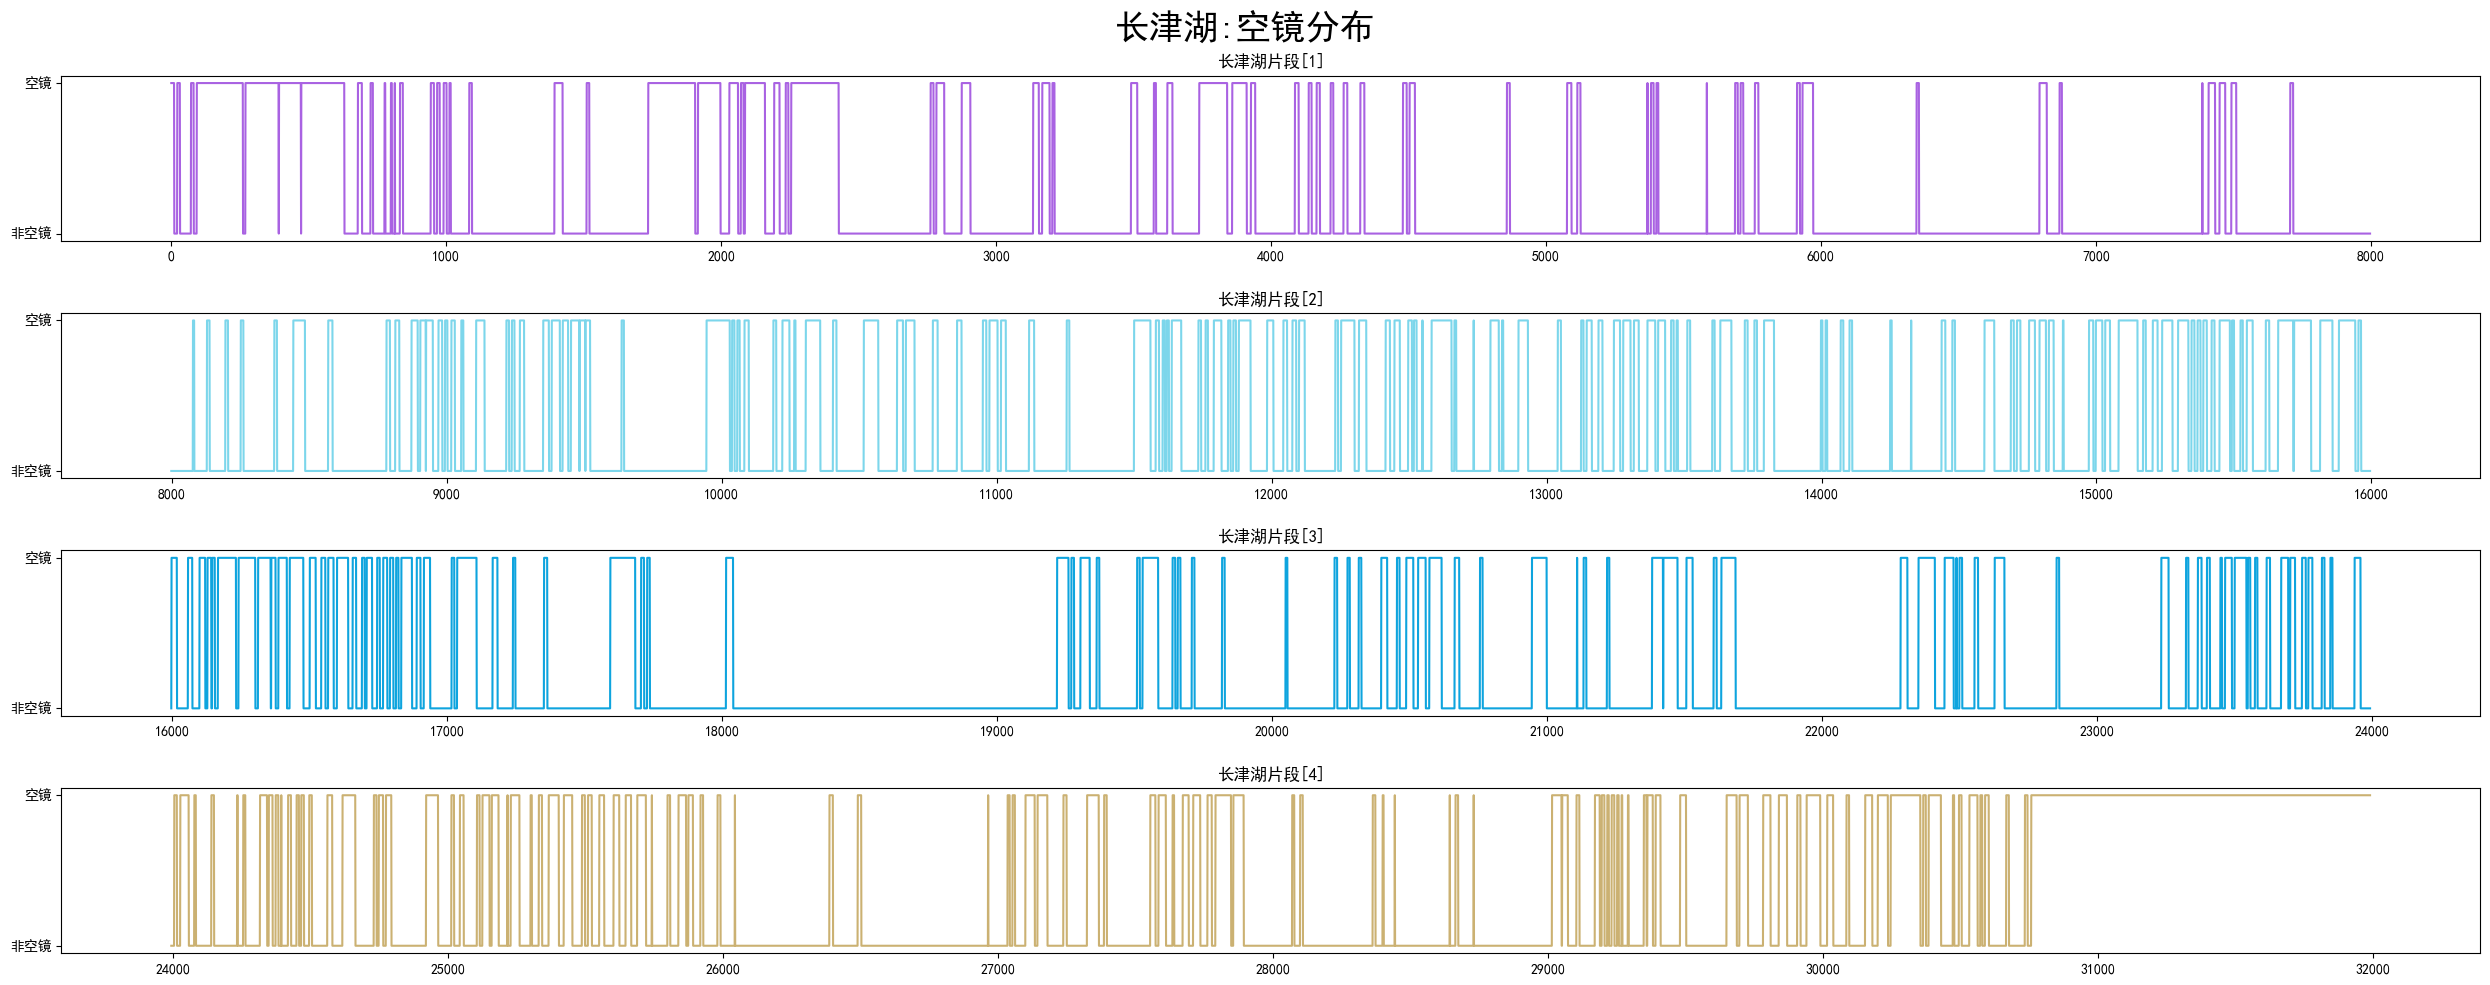 长津湖:空镜分布
长津湖片段[1]
空镜
非空镜
0 1000 2000 3000 4000 5000 6000 7000 8000
长津湖片段[2]
空镜
非空镜
8000 9000 10000 11000 12000 13000 14000 15000 16000
长津湖片段[3]
空镜
非空镜
16000 17000 18000 19000 20000 21000 22000 23000 24000
长津湖片段[4]
空镜
非空镜
24000 25000 26000 27000 28000 29000 30000 31000 32000